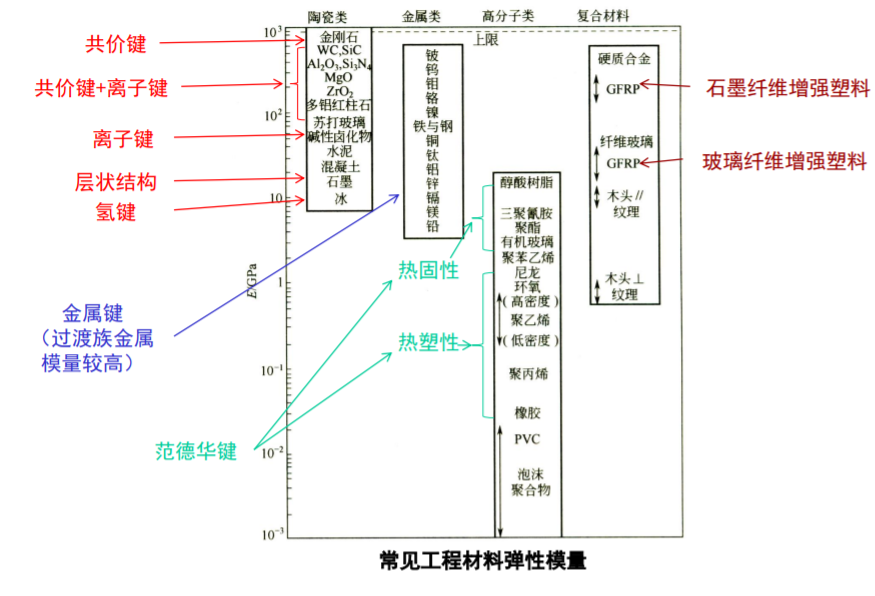 陶瓷类
金属类
高分子类
复合材料
10³
10²
10
1
10⁻¹
10⁻²
10⁻³
E/GPa
上限
金刚石
WC,SiC
Al₂O₃,Si₃N₄
MgO
ZrO₂
多铝红柱石
苏打玻璃
碱性卤化物
水泥
混凝土
石墨
冰
铍
钨
钼
铬
镍
铁与钢
铜
钛
铝
锌
镉
镁
铅
醇酸树脂
三聚氰胺
聚酯
有机玻璃
聚苯乙烯
尼龙
环氧
(高密度)
聚乙烯
(低密度)
聚丙烯
橡胶
PVC
泡沫
聚合物
硬质合金
GFRP
纤维玻璃
GFRP
木头//
纹理
木头⊥
纹理
共价键
共价键+离子键
离子键
层状结构
氢键
金属键
（过渡族金属
模量较高）
范德华键
热固性
热塑性
石墨纤维增强塑料
玻璃纤维增强塑料
常见工程材料弹性模量